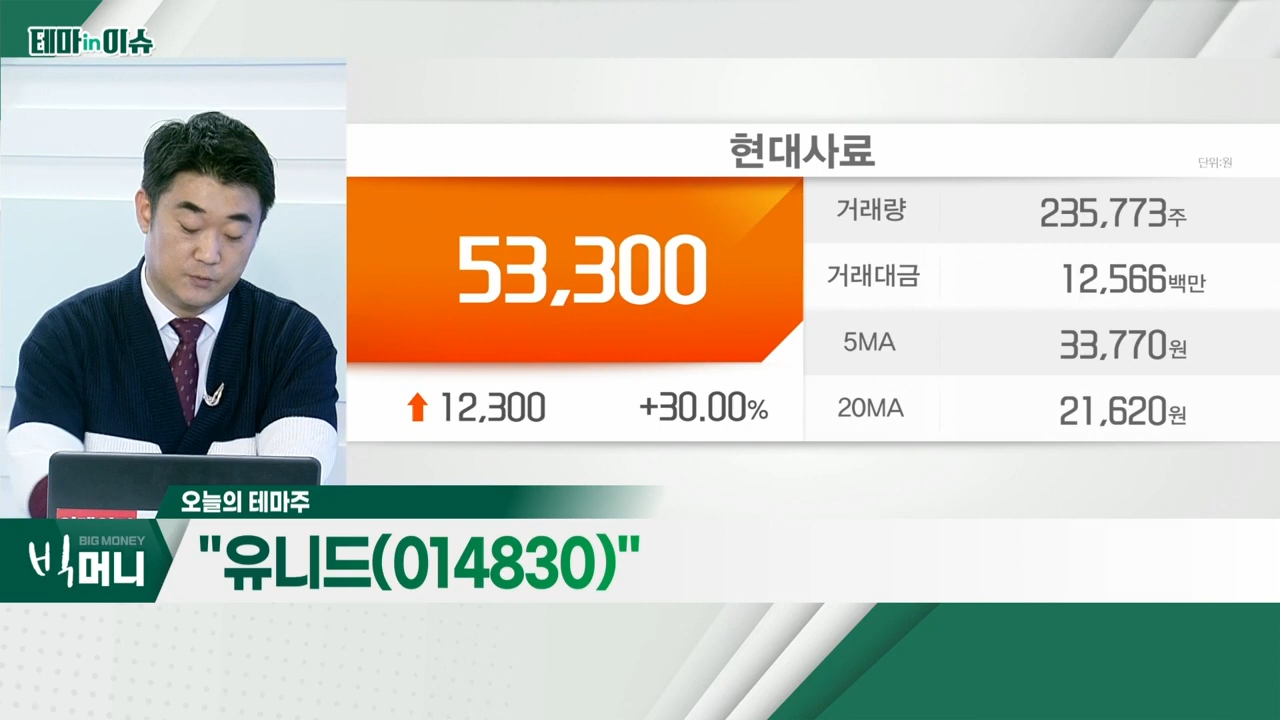 테마in이슈
현대사료
단위:원
53,300
12,300 +30.00%
거래량 235,773주
거래대금 12,566백만
5MA 33,770원
20MA 21,620원
오늘의 테마주
BIG MONEY
빅머니
"유니드(014830)"